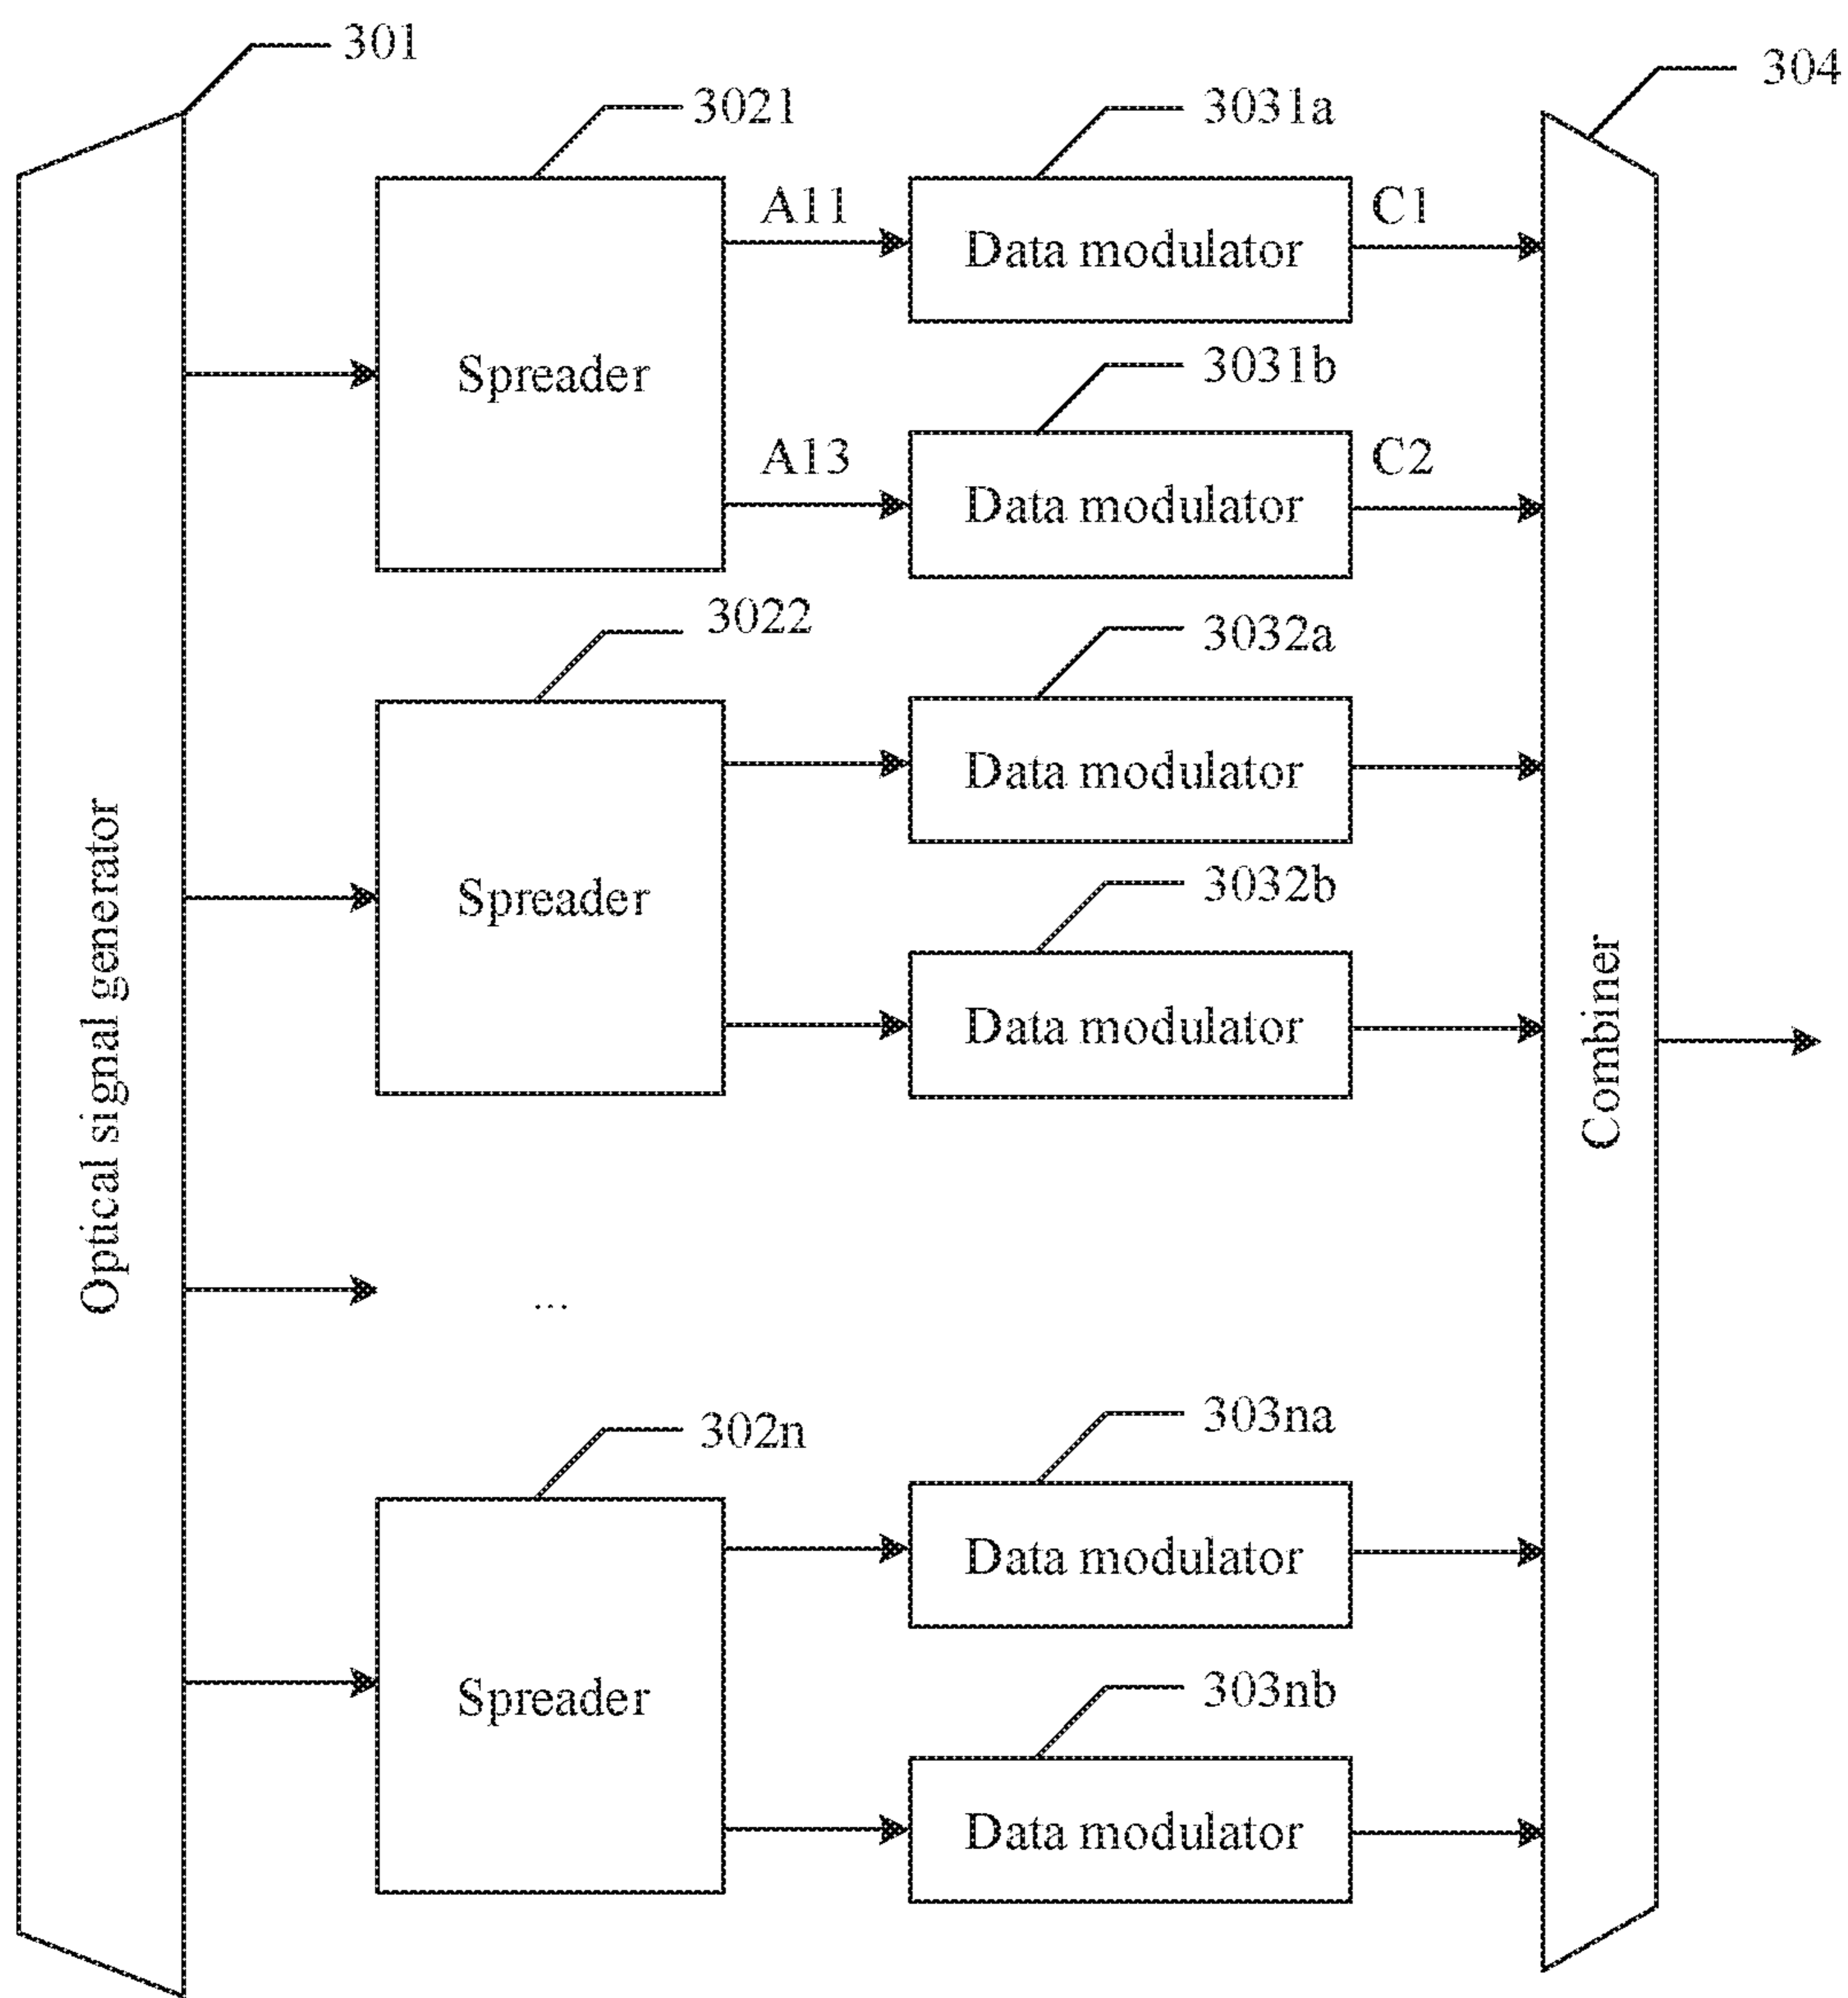 301
304
3021
3031a
A11
C1
Data modulator
Spreader
3031b
A13
C2
Data modulator
3022
3032a
Data modulator
Spreader
3032b
Data modulator
Optical signal generator
Combiner
...
302n
303na
Data modulator
Spreader
303nb
Data modulator